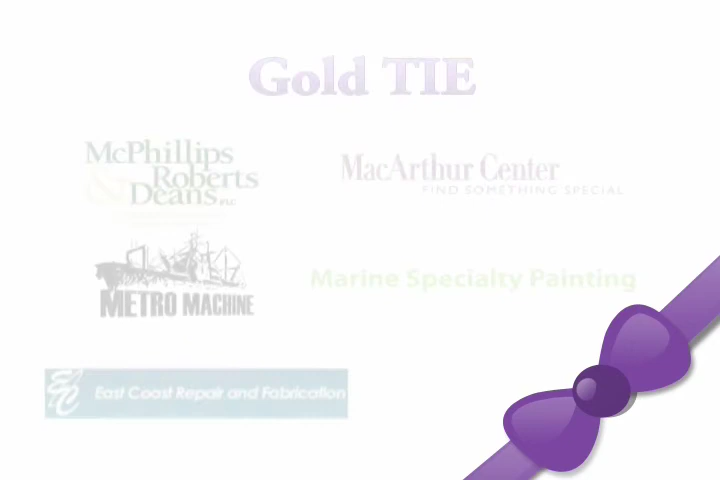 Gold TIE
McPhillips
Roberts
& Deans PLC
MacArthur Center
FIND SOMETHING SPECIAL
METRO MACHINE
Marine Specialty Painting
East Coast Repair and Fabrication